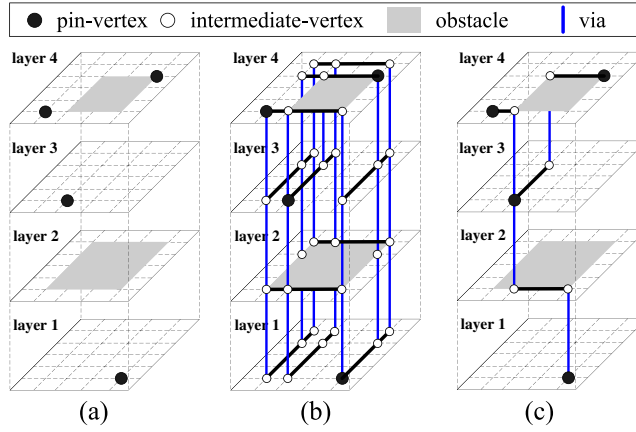 pin-vertex intermediate-vertex obstacle via
layer 4 layer 4 layer 4
layer 3 layer 3 layer 3
layer 2 layer 2 layer 2
layer 1 layer 1 layer 1
(a) (b) (c)